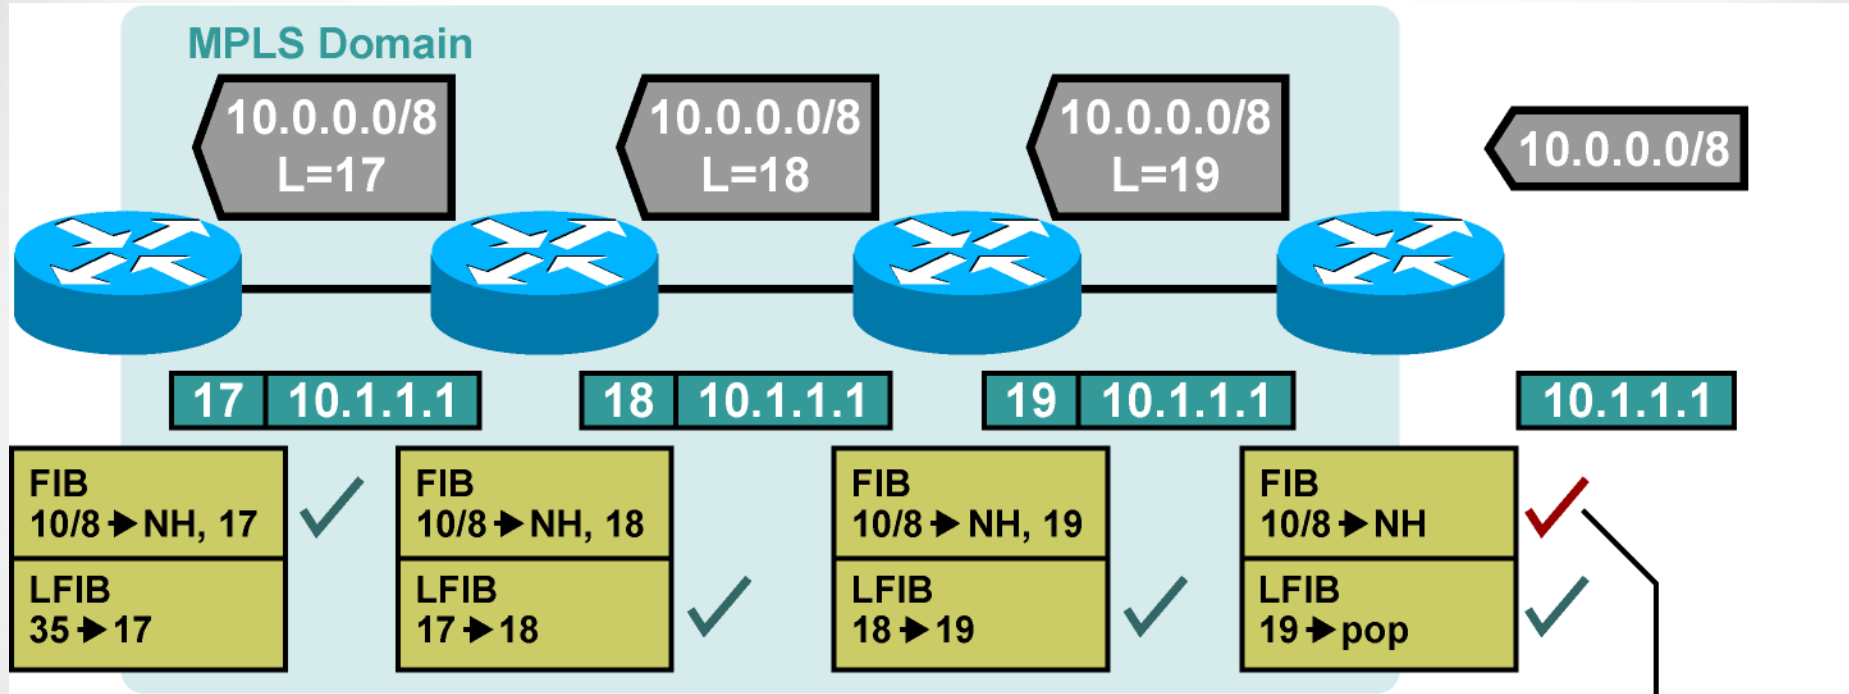 MPLS Domain
10.0.0.0/8
L=17
10.0.0.0/8
L=18
10.0.0.0/8
L=19
10.0.0.0/8
17 10.1.1.1
18 10.1.1.1
19 10.1.1.1
10.1.1.1
FIB
10/8→NH, 17
LFIB
35→17
FIB
10/8→NH, 18
LFIB
17→18
FIB
10/8→NH, 19
LFIB
18→19
FIB
10/8→NH
LFIB
19→pop